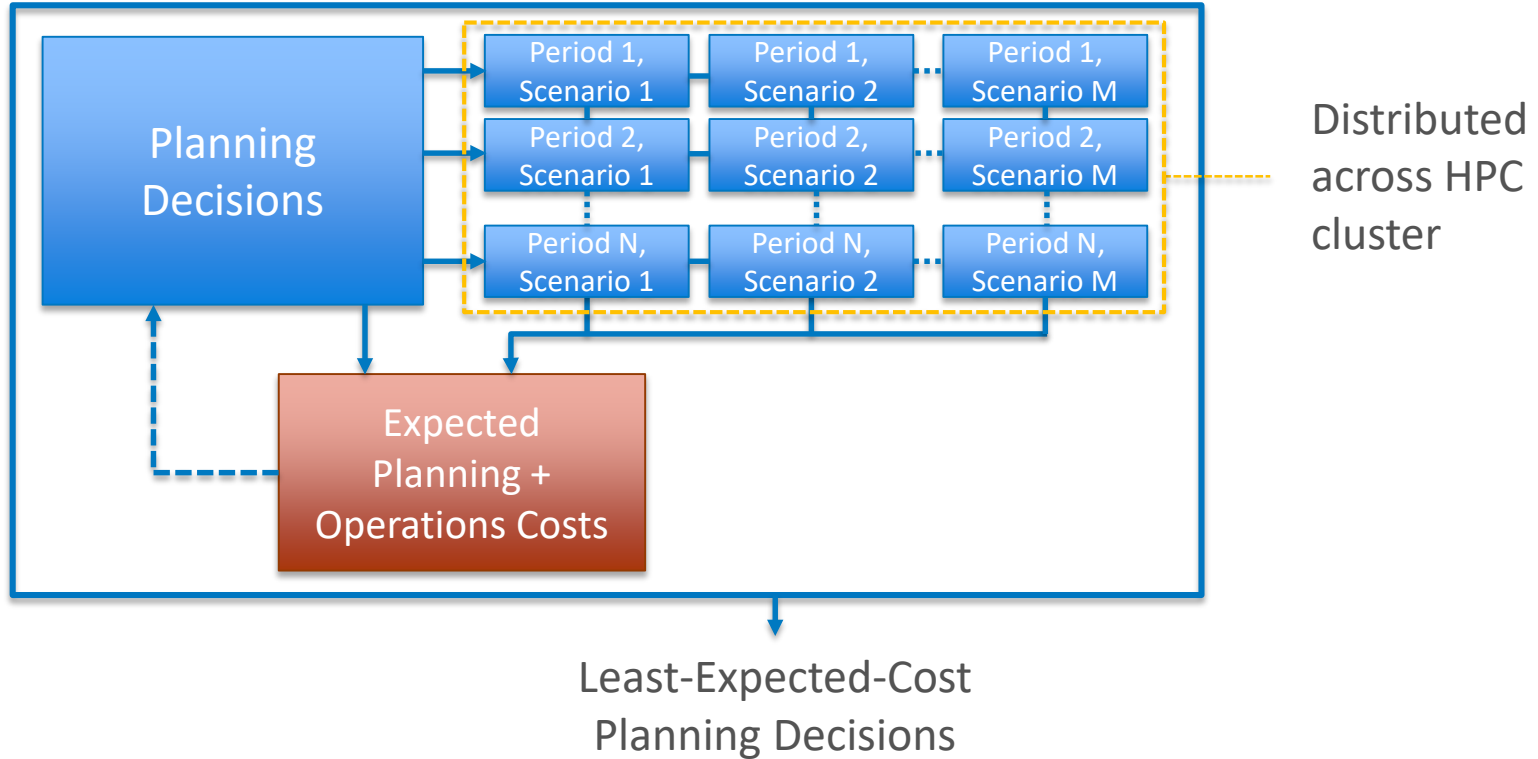 Planning
Decisions
Period 1,
Scenario 1
Period 1,
Scenario 2
Period 1,
Scenario M
Period 2,
Scenario 1
Period 2,
Scenario 2
Period 2,
Scenario M
Period N,
Scenario 1
Period N,
Scenario 2
Period N,
Scenario M
Distributed
across HPC
cluster
Expected
Planning +
Operations Costs
Least-Expected-Cost
Planning Decisions